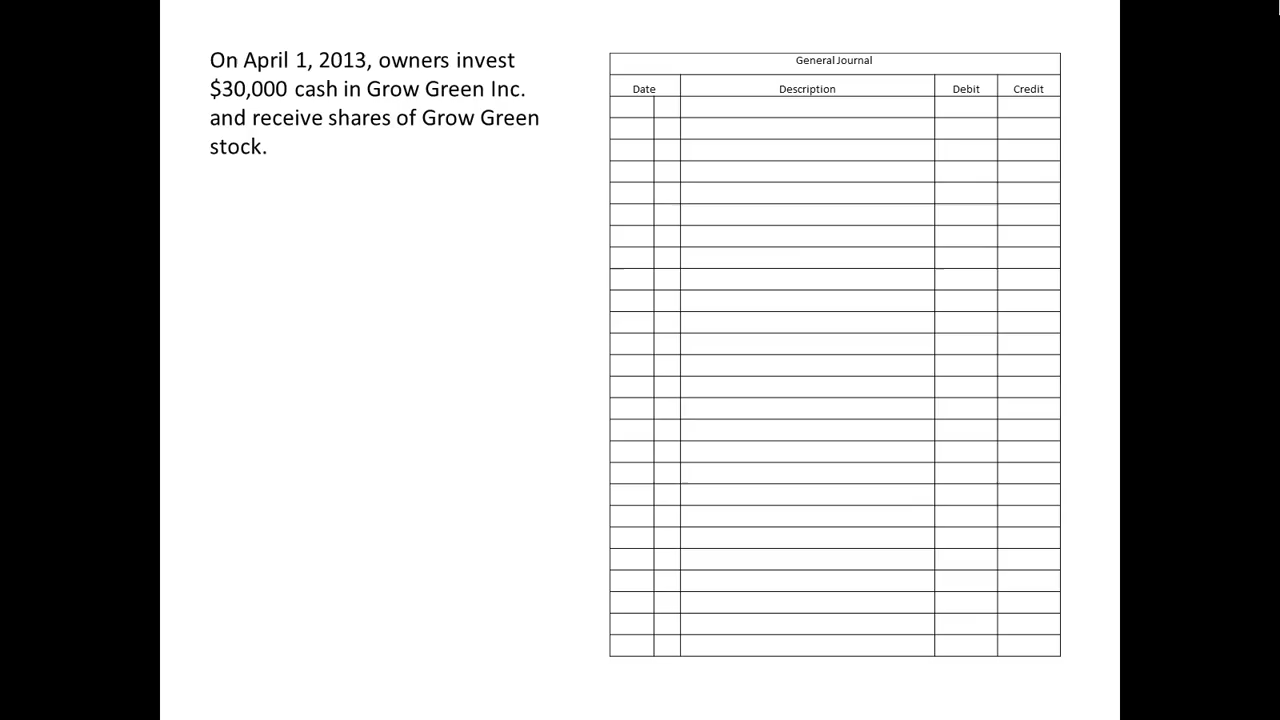 On April 1, 2013, owners invest
$30,000 cash in Grow Green Inc.
and receive shares of Grow Green
stock.
General Journal
Date Description Debit Credit